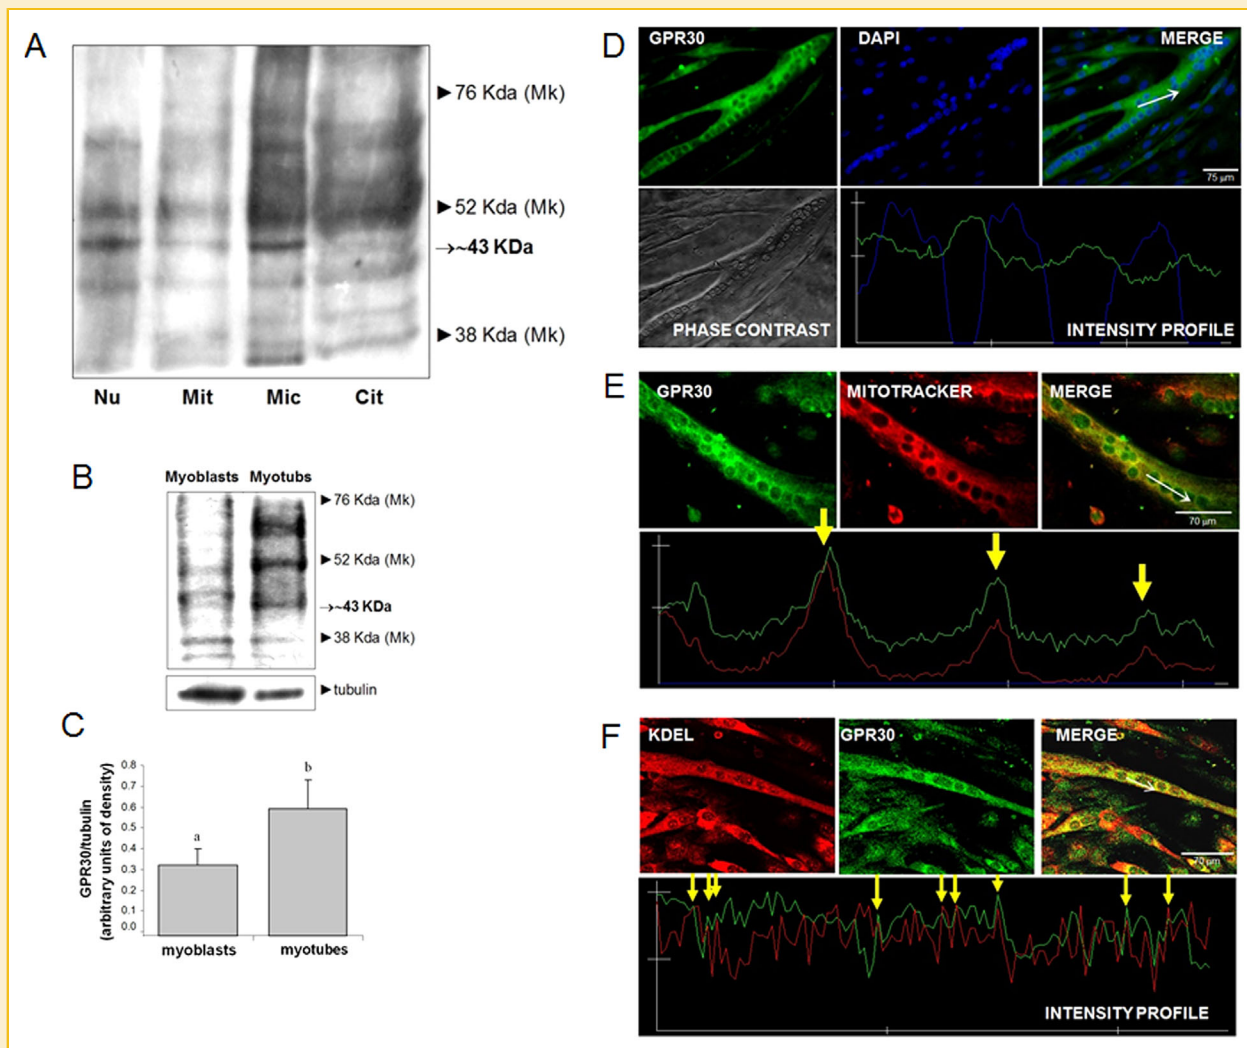 A
76 Kda (Mk)
52 Kda (Mk)
→~43 KDa
38 Kda (Mk)
Nu Mit Mic Cit
B
Myoblasts Myotubs
76 Kda (Mk)
52 Kda (Mk)
→~43 KDa
38 Kda (Mk)
tubulin
C
GPR30/tubulin
(arbitrary units of density)
0.8
0.7
0.6
0.5
0.4
0.3
0.2
0.1
0.0
a
b
myoblasts myotubes
D
GPR30 DAPI MERGE
75 µm
PHASE CONTRAST INTENSITY PROFILE
E
GPR30 MITOTRACKER MERGE
70 µm
F
KDEL GPR30 MERGE
70 µm
INTENSITY PROFILE